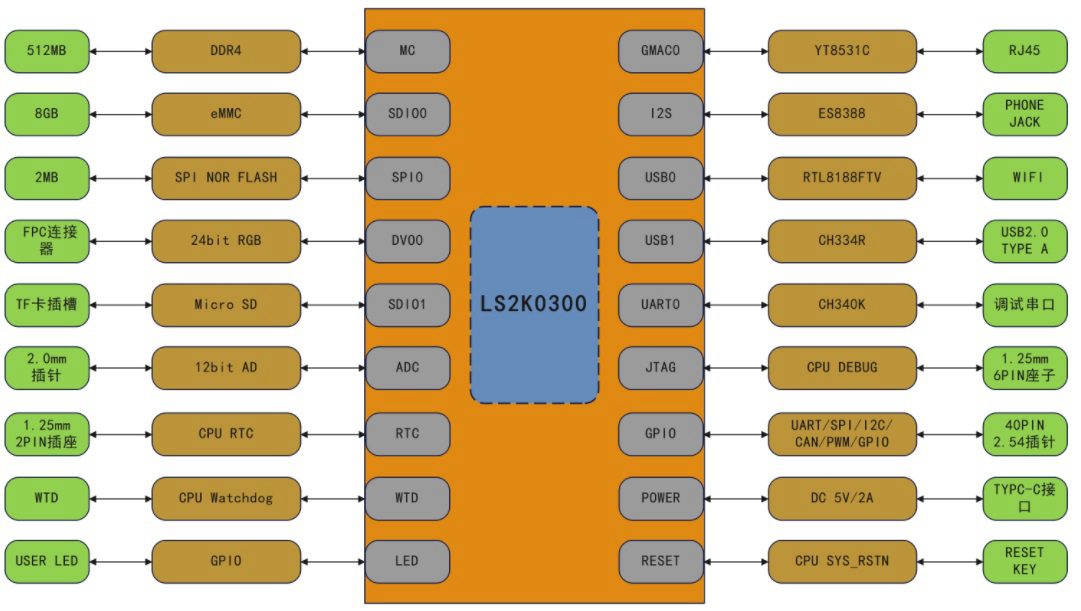 512MB
DDR4
MC
GMAC0
YT8531C
RJ45
8GB
eMMC
SDIO0
I2S
ES8388
PHONE
JACK
2MB
SPI NOR FLASH
SPI0
USB0
RTL8188FTV
WIFI
FPC连接
器
24bit RGB
DVO0
USB1
CH334R
USB2.0
TYPE A
LS2K0300
TF卡插槽
Micro SD
SDIO1
UART0
CH340K
调试串口
2.0mm
插针
12bit AD
ADC
JTAG
CPU DEBUG
1.25mm
6PIN座子
1.25mm
2PIN插座
CPU RTC
RTC
GPIO
UART/SPI/I2C/
CAN/PWM/GPIO
40PIN
2.54插针
WTD
CPU Watchdog
WTD
POWER
DC 5V/2A
TYPC-C接
口
USER LED
GPIO
LED
RESET
CPU SYS_RSTN
RESET
KEY